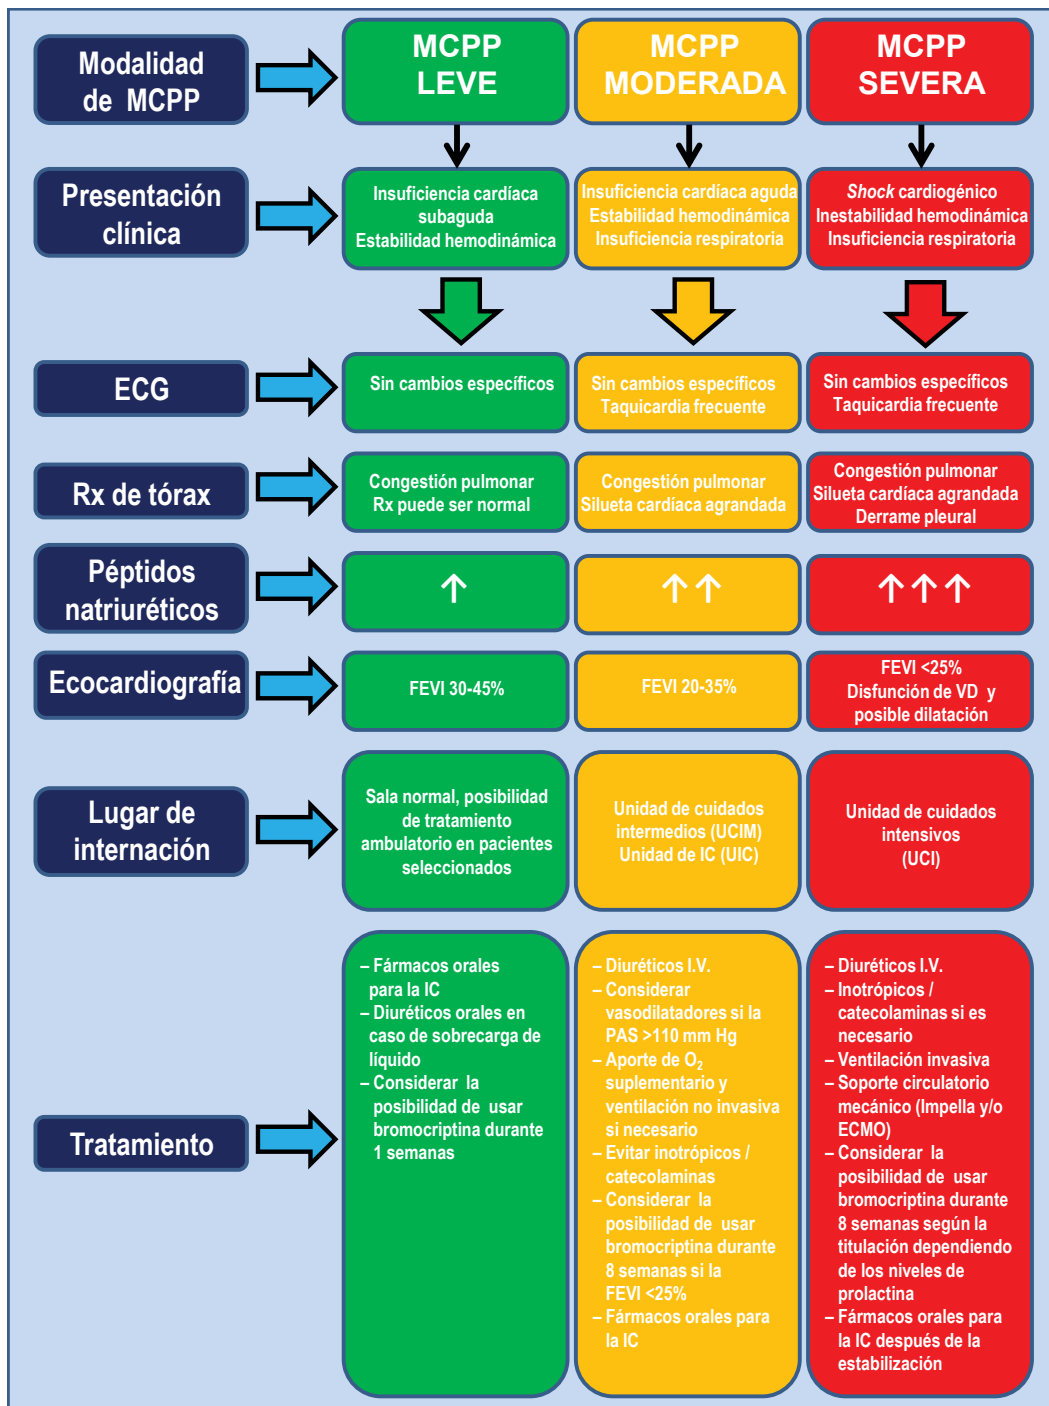 Modalidad
de MCPP
MCPP
LEVE
MCPP
MODERADA
MCPP
SEVERA
Presentación
clínica
Insuficiencia cardíaca
subaguda
Estabilidad hemodinámica
Insuficiencia cardíaca aguda
Estabilidad hemodinámica
Insuficiencia respiratoria
Shock cardiogénico
Inestabilidad hemodinámica
Insuficiencia respiratoria
ECG
Sin cambios específicos
Sin cambios específicos
Taquicardia frecuente
Sin cambios específicos
Taquicardia frecuente
Rx de tórax
Congestión pulmonar
Rx puede ser normal
Congestión pulmonar
Silueta cardíaca agrandada
Congestión pulmonar
Silueta cardíaca agrandada
Derrame pleural
Péptidos
natriuréticos
↑
↑↑
↑↑↑
Ecocardiografía
FEVI 30-45%
FEVI 20-35%
FEVI <25%
Disfunción de VD y
posible dilatación
Lugar de
internación
Sala normal, posibilidad
de tratamiento
ambulatorio en pacientes
seleccionados
Unidad de cuidados
intermedios (UCIM)
Unidad de IC (UIC)
Unidad de cuidados
intensivos
(UCI)
Tratamiento
– Fármacos orales
para la IC
– Diuréticos orales en
caso de sobrecarga de
líquido
– Considerar la
posibilidad de usar
bromocriptina durante
1 semanas
– Diuréticos I.V.
– Considerar
vasodilatadores si la
PAS >110 mm Hg
– Aporte de O₂
suplementario y
ventilación no invasiva
si necesario
– Evitar inotrópicos /
catecolaminas
– Considerar la
posibilidad de usar
bromocriptina durante
8 semanas si la
FEVI <25%
– Fármacos orales para
la IC
– Diuréticos I.V.
– Inotrópicos /
catecolaminas si es
necesario
– Ventilación invasiva
– Soporte circulatorio
mecánico (Impella y/o
ECMO)
– Considerar la
posibilidad de usar
bromocriptina durante
8 semanas según la
titulación dependiendo
de los niveles de
prolactina
– Fármacos orales para
la IC después de la
estabilización